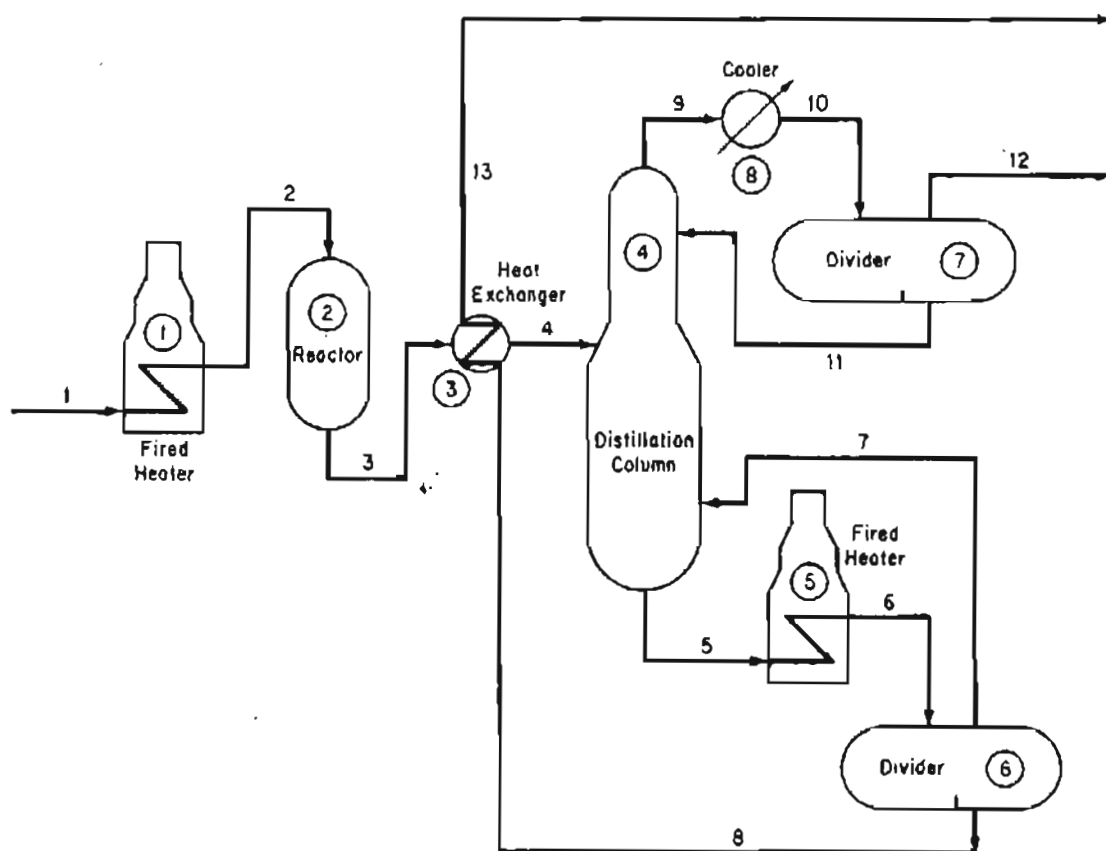 Cooler
9
10
8
12
13
2
4
Divider
7
Heat
Exchanger
1
2
4
Reactor
11
3
1
Fired
Heater
3
Distillation
Column
7
Fired
Heater
5
6
5
Divider
6
8